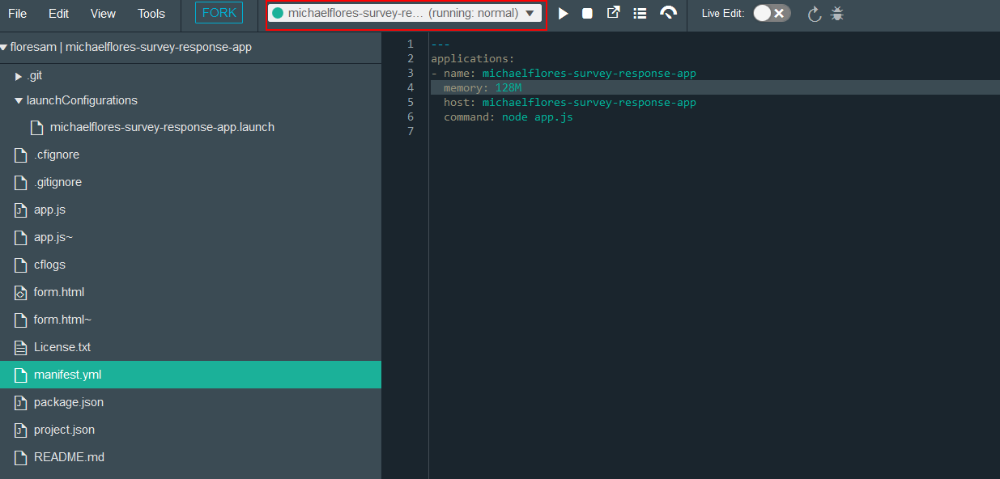 File Edit View Tools FORK michaelflores-survey-re... (running: normal) Live Edit:
floresam | michaelflores-survey-response-app
.git
launchConfigurations
michaelflores-survey-response-app.launch
.cfignore
.gitignore
app.js
app.js~
cflogs
form.html
form.html~
License.txt
manifest.yml
package.json
project.json
README.md
1 ---
2 applications:
3 - name: michaelflores-survey-response-app
4 memory: 128M
5 host: michaelflores-survey-response-app
6 command: node app.js
7